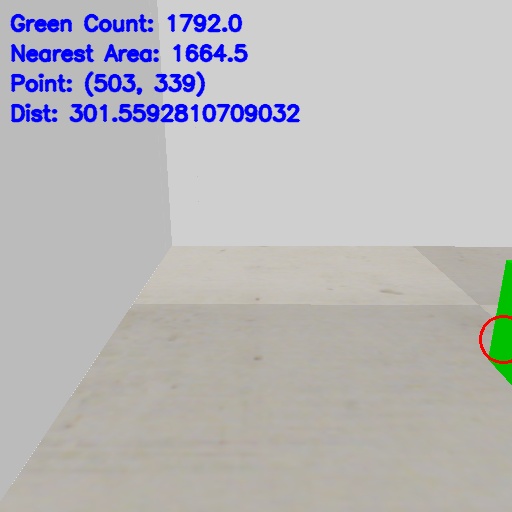 Green Count: 1792.0
Nearest Area: 1664.5
Point: (503, 339)
Dist: 301.5592810709032